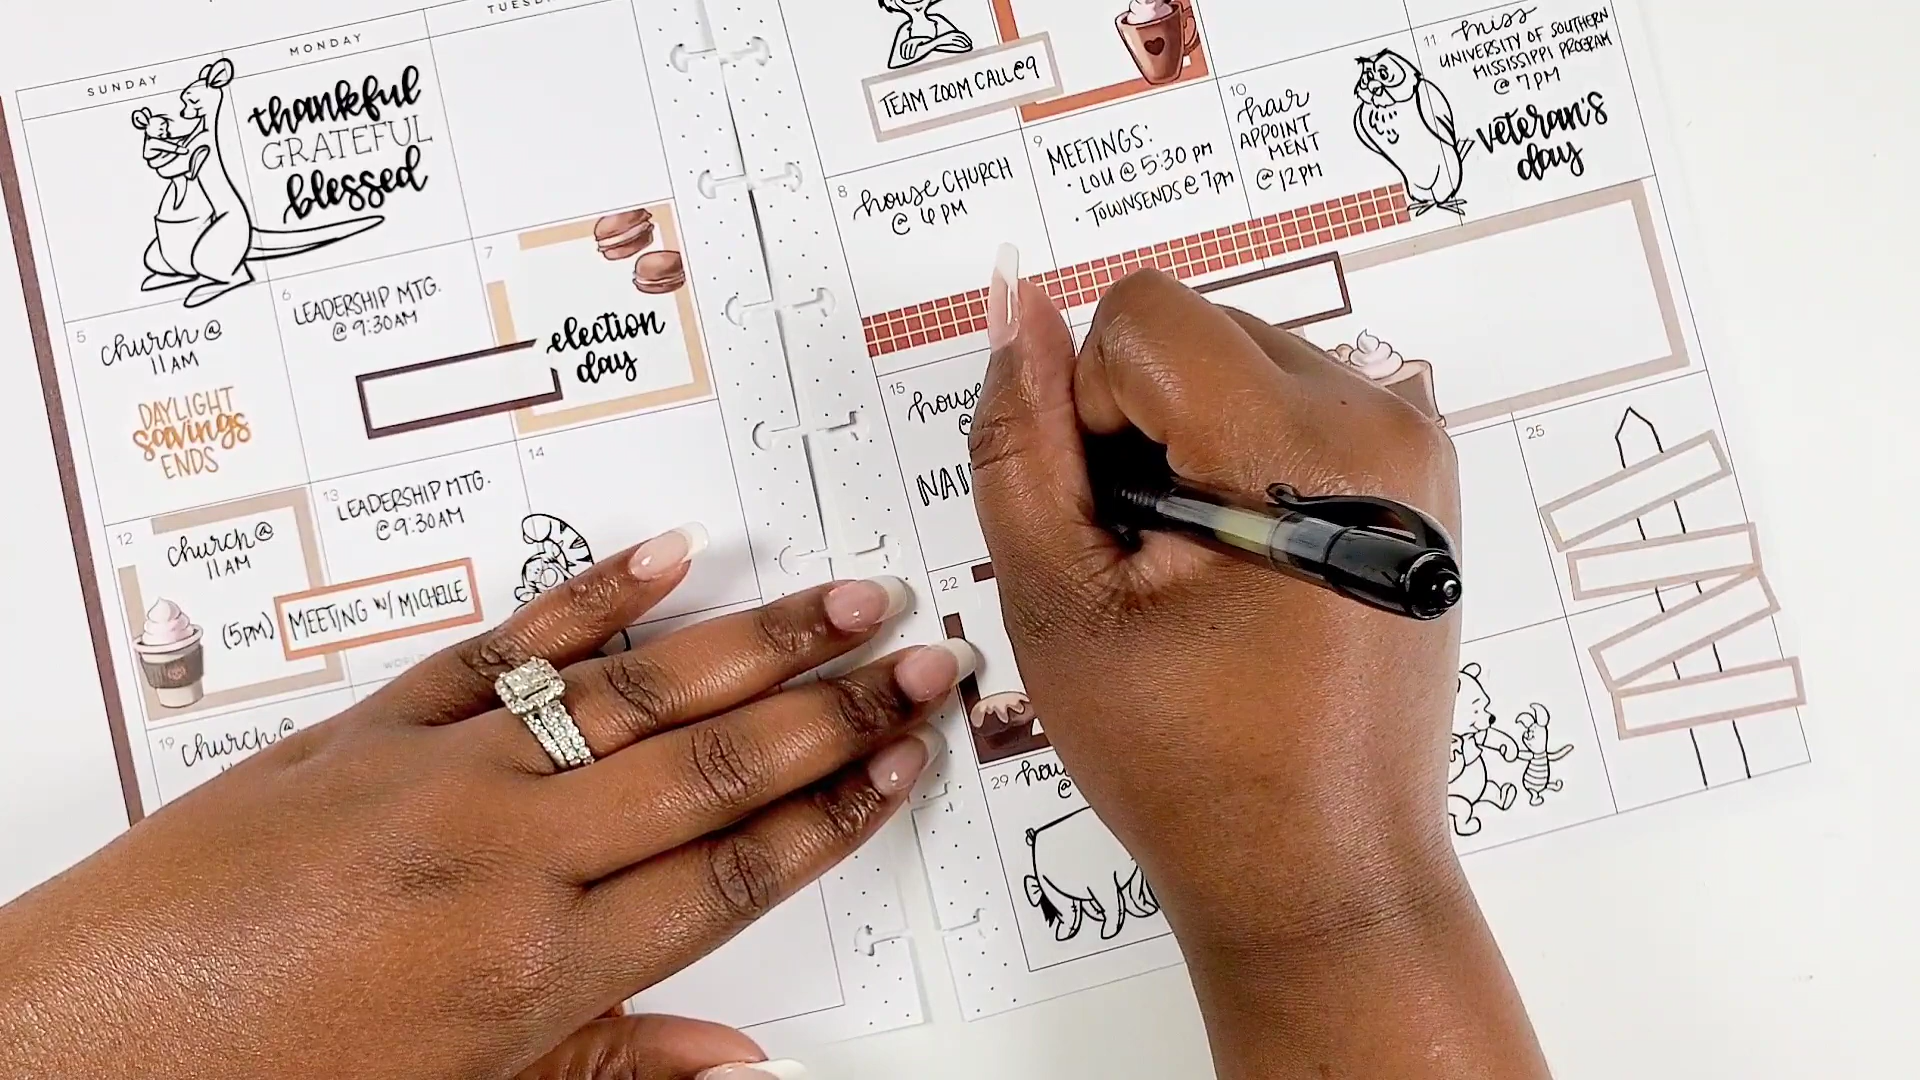 SUNDAY
MONDAY
thankful
GRATEFUL
blessed
5
church @
11 AM
DAYLIGHT
savings
ENDS
6
LEADERSHIP MTG.
@ 9:30AM
7
election
day
12
church @
11 AM
(5PM)
13
LEADERSHIP MTG.
@ 9:30AM
MEETING W/ MICHELLE
14
19
church @
TEAM ZOOM CALL @ 9
8
house CHURCH
@ 6 PM
9
MEETINGS:
• LOU @ 5:30 PM
• TOWNSENDS @ 7PM
10
hair
APPOINT
MENT
@ 12PM
11
miss
UNIVERSITY OF SOUTHERN
MISSISSIPPI PROGRAM
@ 7PM
veteran's
day
15
house
@
22
25
29
@